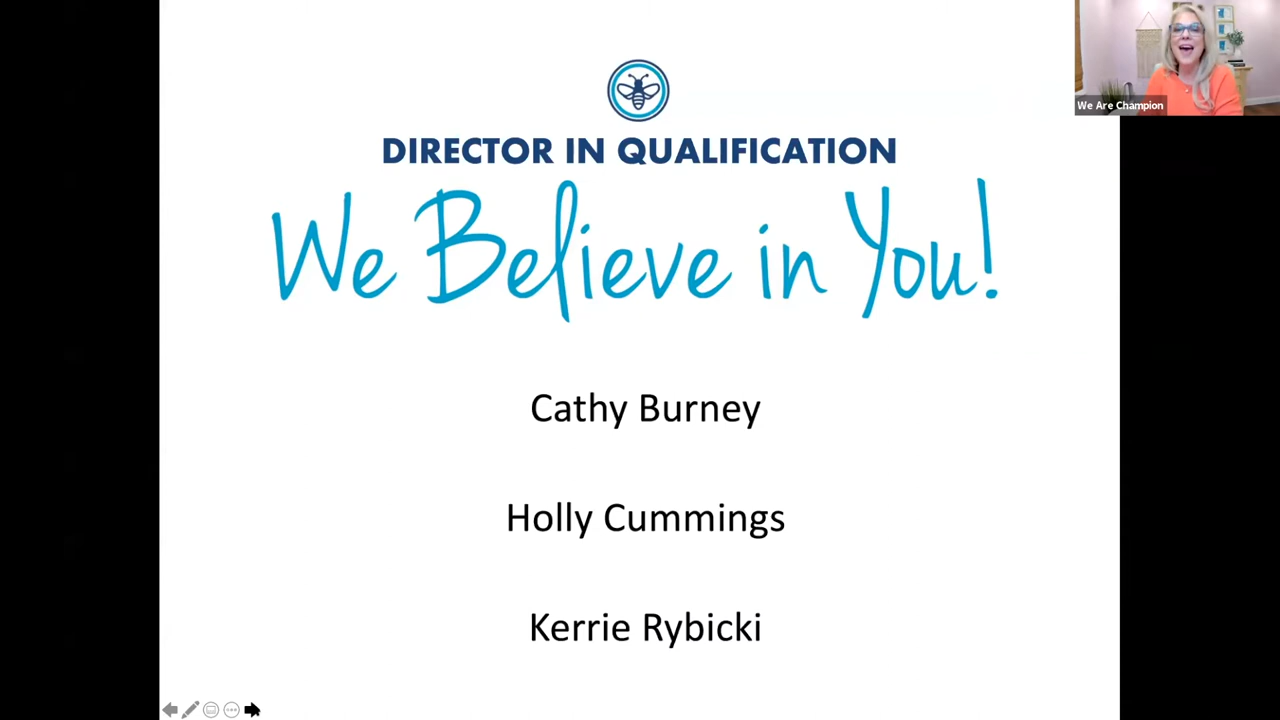 We Are Champion
DIRECTOR IN QUALIFICATION
We Believe in You!
Cathy Burney
Holly Cummings
Kerrie Rybicki